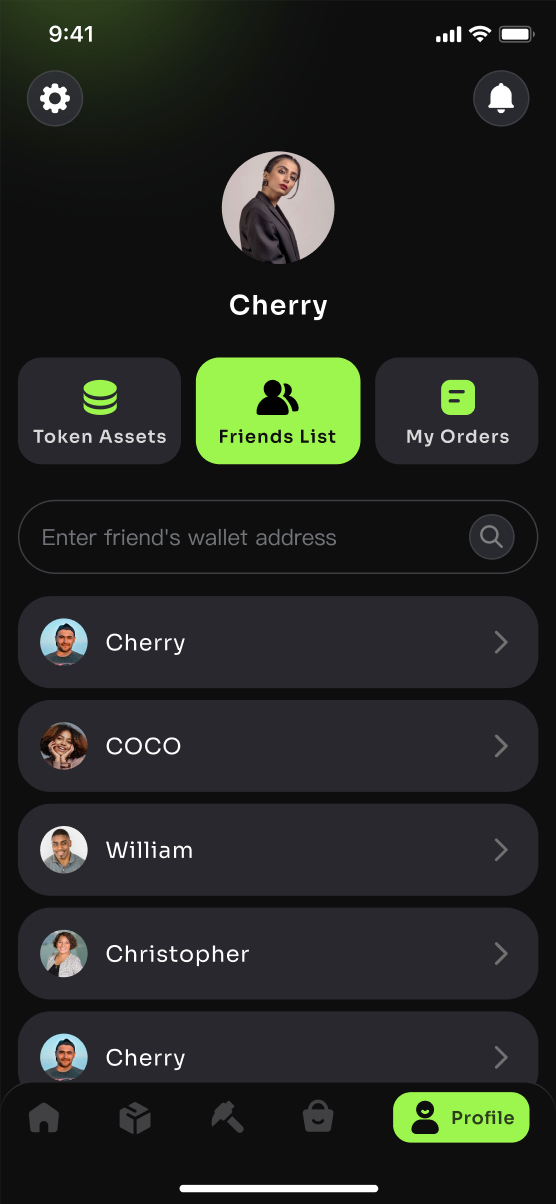 9:41
Cherry
Token Assets
Friends List
My Orders
Enter friend's wallet address
Cherry
COCO
William
Christopher
Cherry
Profile